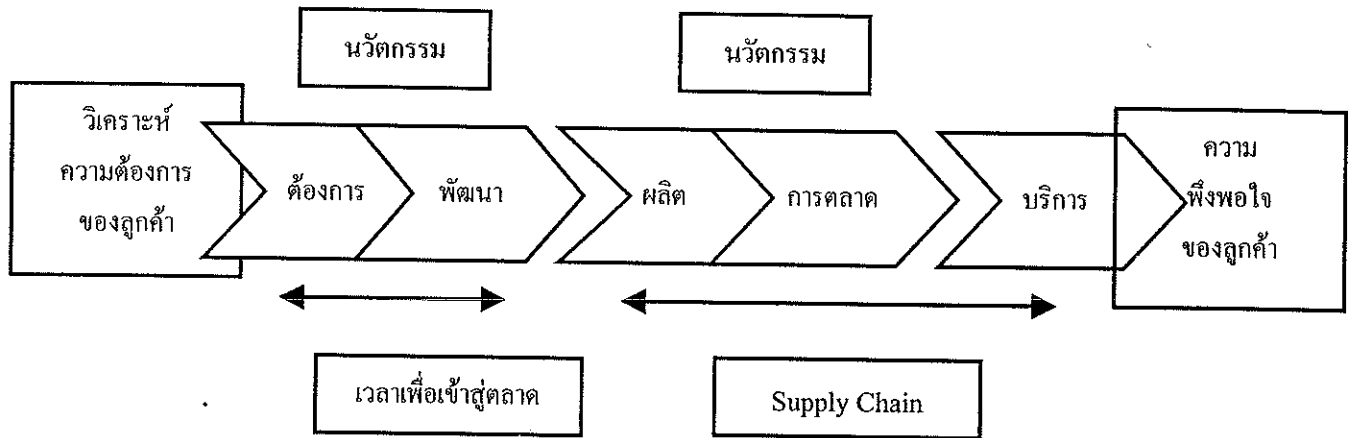 นวัตกรรม
นวัตกรรม
วิเคราะห์
ความต้องการ
ของลูกค้า
ต้องการ
พัฒนา
ผลิต
การตลาด
บริการ
ความ
พึงพอใจ
ของลูกค้า
เวลาเพื่อเข้าสู่ตลาด
Supply Chain